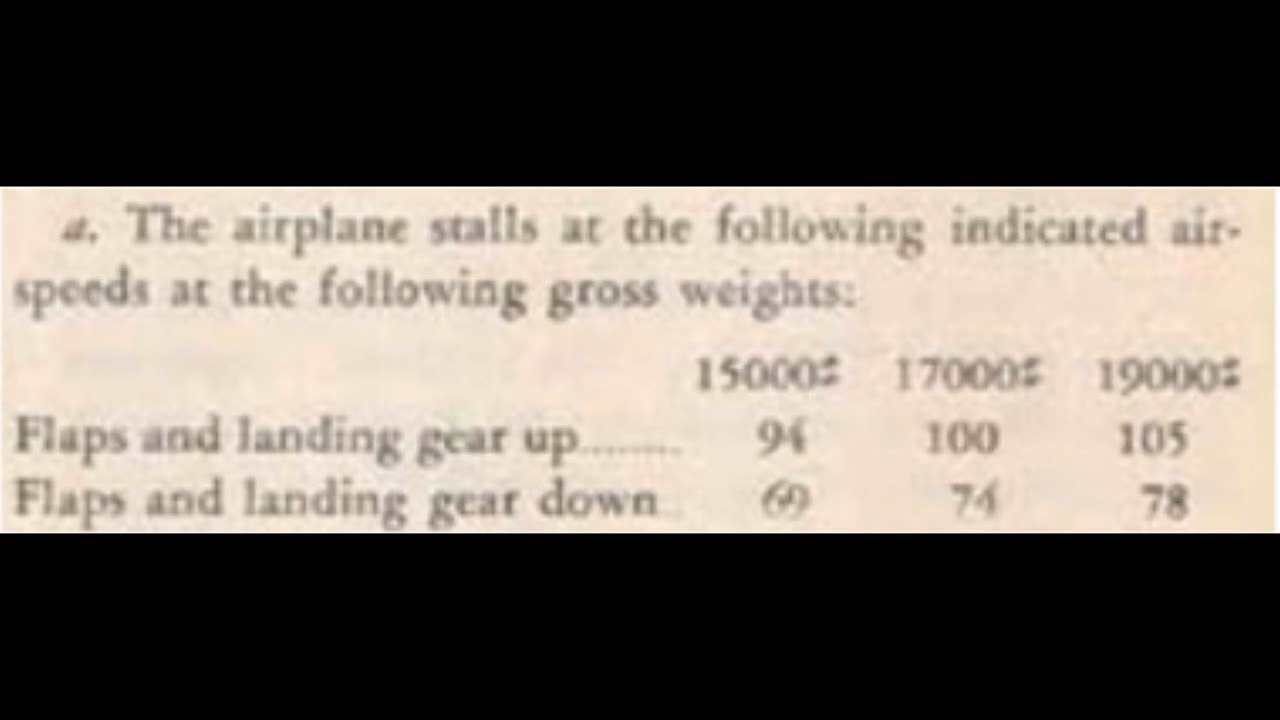 a. The airplane stalls at the following indicated air-
speeds at the following gross weights:
15000# 17000# 19000#
Flaps and landing gear up........ 94 100 105
Flaps and landing gear down.. 69 74 78